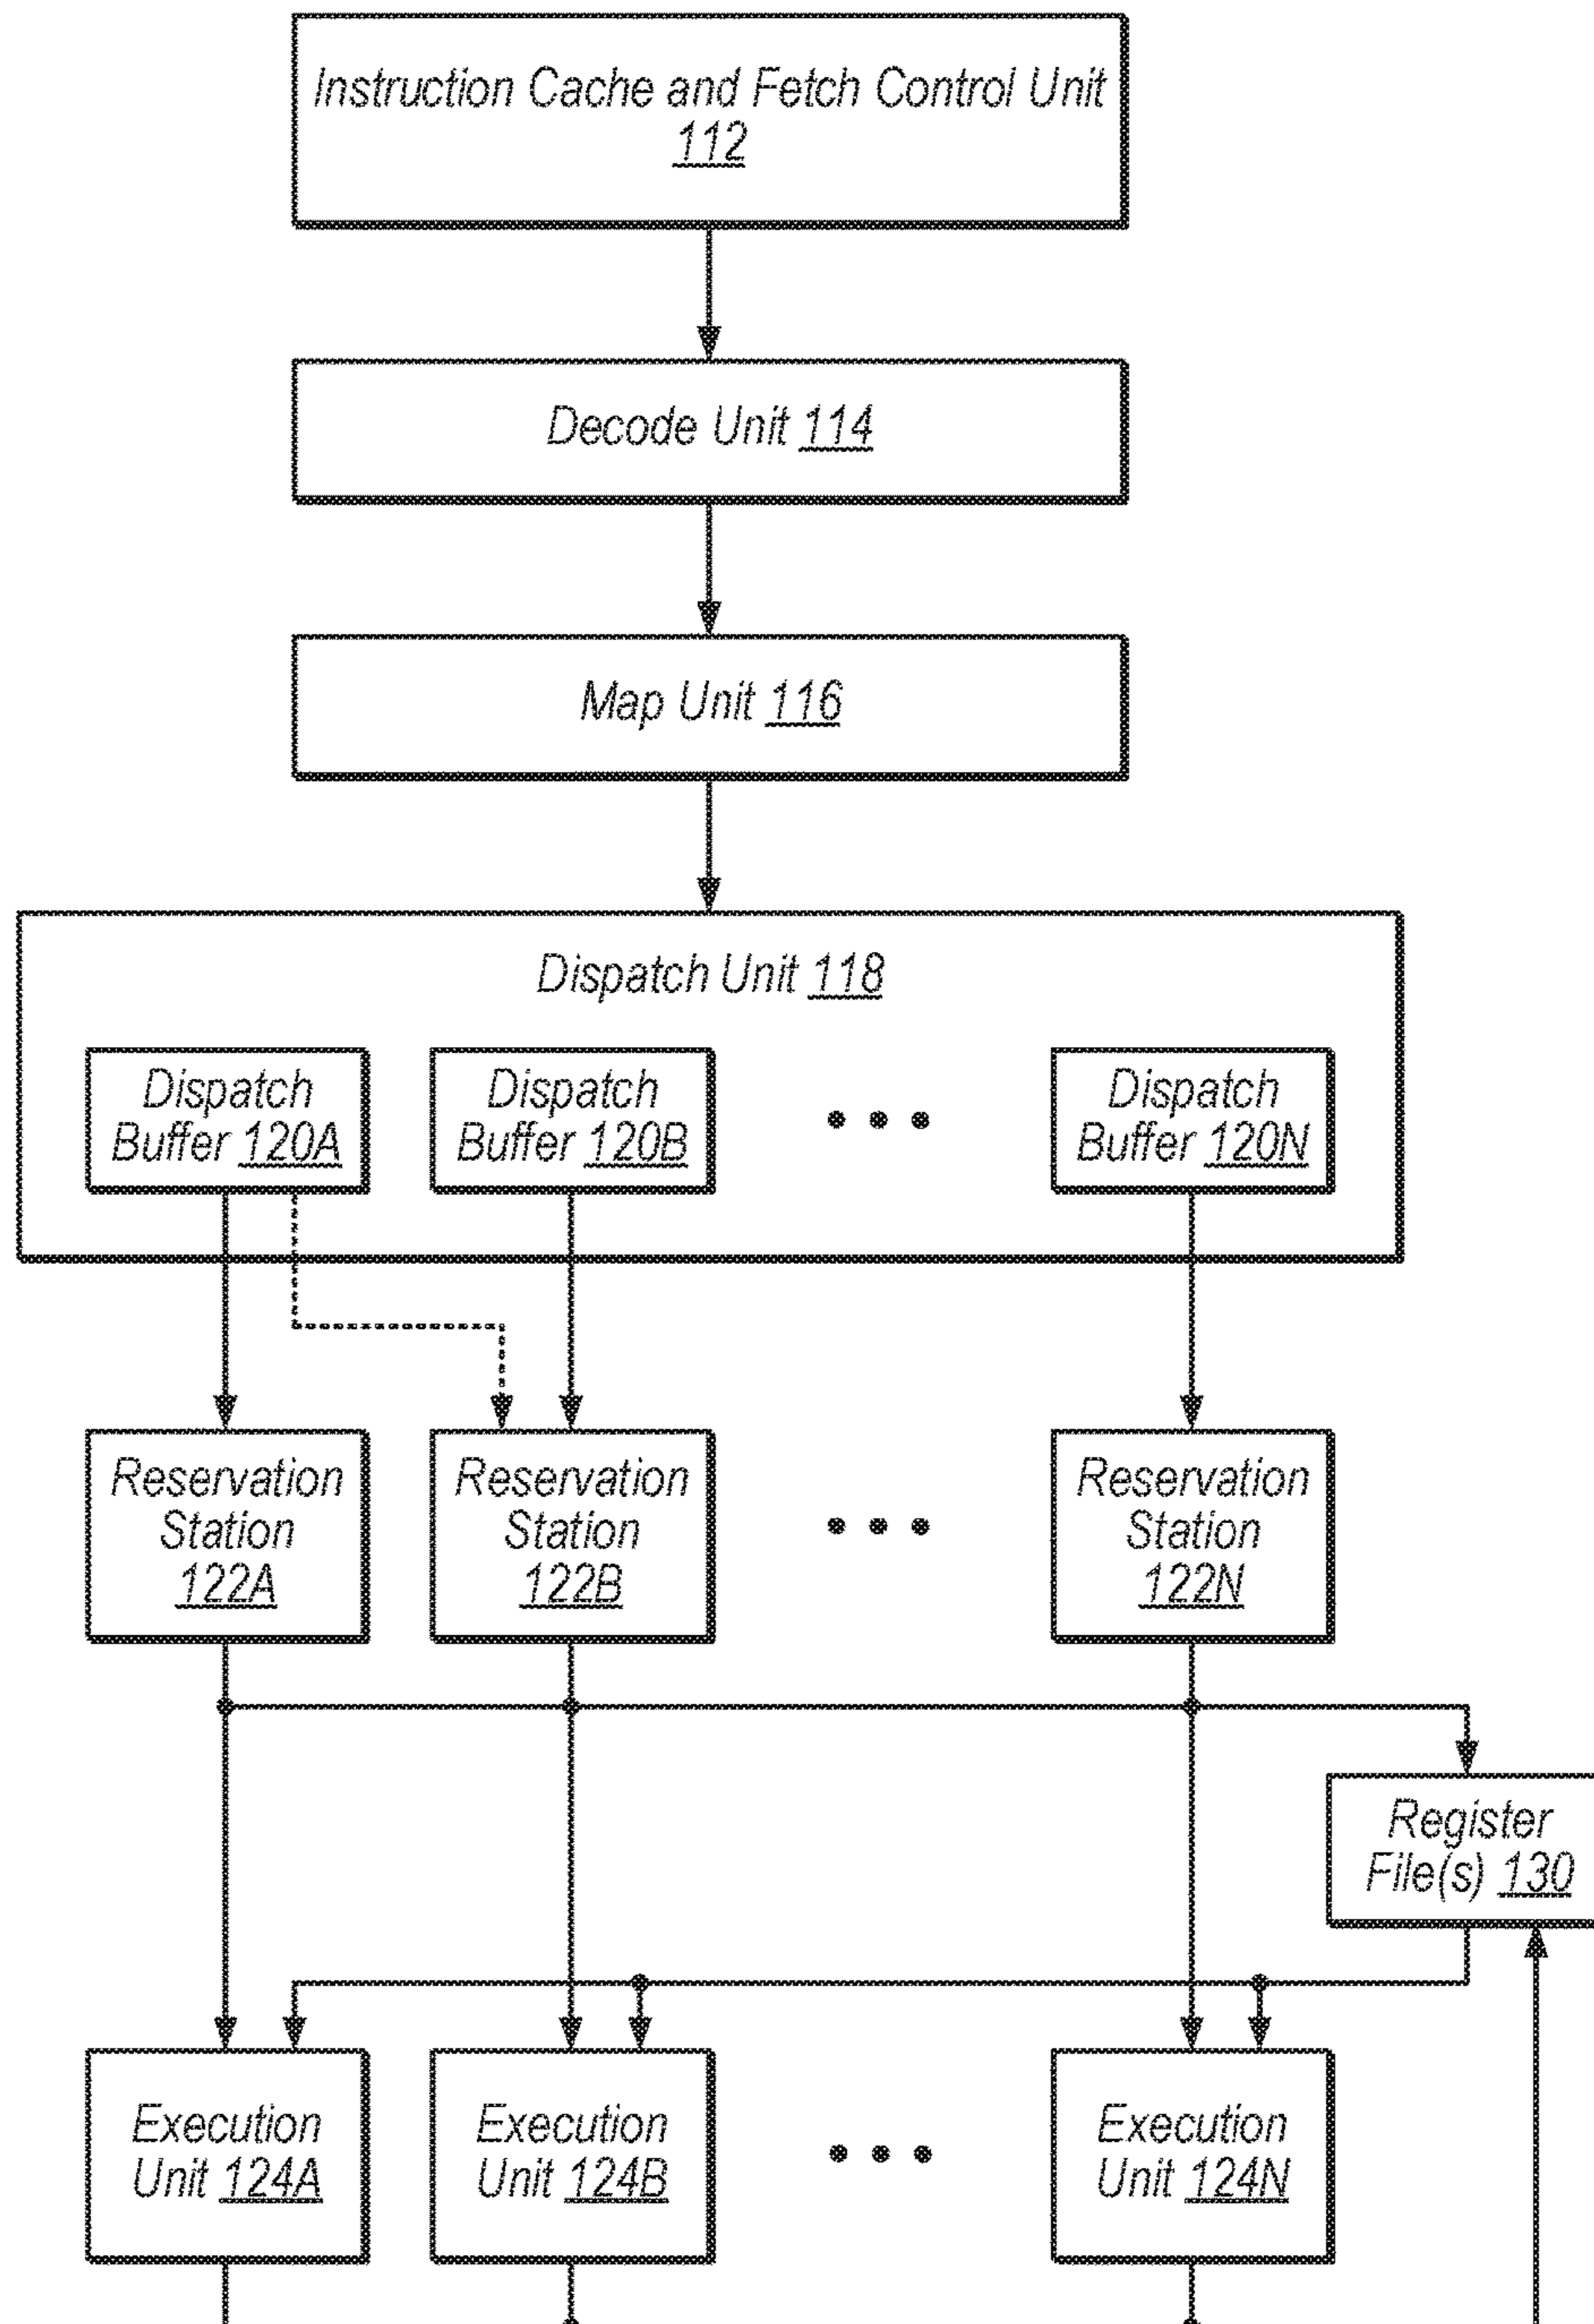 Instruction Cache and Fetch Control Unit
112
Decode Unit 114
Map Unit 116
Dispatch Unit 118
Dispatch
Buffer 120A
Dispatch
Buffer 120B
Dispatch
Buffer 120N
Reservation
Station
122A
Reservation
Station
122B
Reservation
Station
122N
Register
File(s) 130
Execution
Unit 124A
Execution
Unit 124B
Execution
Unit 124N